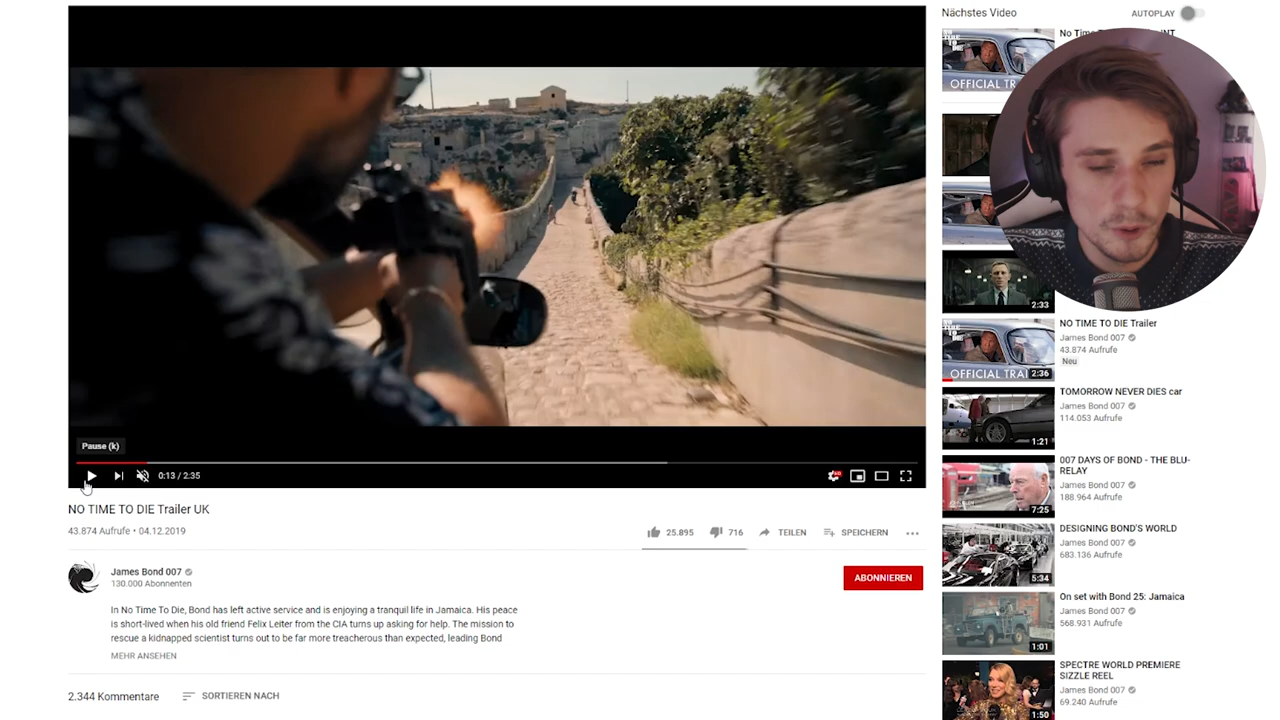 Nächstes Video
AUTOPLAY
OFFICIAL TR
2:33
NO TIME TO DIE Trailer
James Bond 007
43.874 Aufrufe
Neu
OFFICIAL TRAI
2:36
TOMORROW NEVER DIES car
James Bond 007
114.053 Aufrufe
1:21
007 DAYS OF BOND - THE BLU-
RELAY
James Bond 007
188.964 Aufrufe
7:25
DESIGNING BOND'S WORLD
James Bond 007
683.136 Aufrufe
5:34
On set with Bond 25: Jamaica
James Bond 007
568.931 Aufrufe
1:01
SPECTRE WORLD PREMIERE
SIZZLE REEL
James Bond 007
69.240 Aufrufe
1:50
Pause (k)
0:13 / 2:35
NO TIME TO DIE Trailer UK
43.874 Aufrufe • 04.12.2019
25.895
716
TEILEN
SPEICHERN
James Bond 007
130.000 Abonnenten
ABONNIEREN
In No Time To Die, Bond has left active service and is enjoying a tranquil life in Jamaica. His peace
is short-lived when his old friend Felix Leiter from the CIA turns up asking for help. The mission to
rescue a kidnapped scientist turns out to be far more treacherous than expected, leading Bond
MEHR ANSEHEN
2.344 Kommentare
SORTIEREN NACH